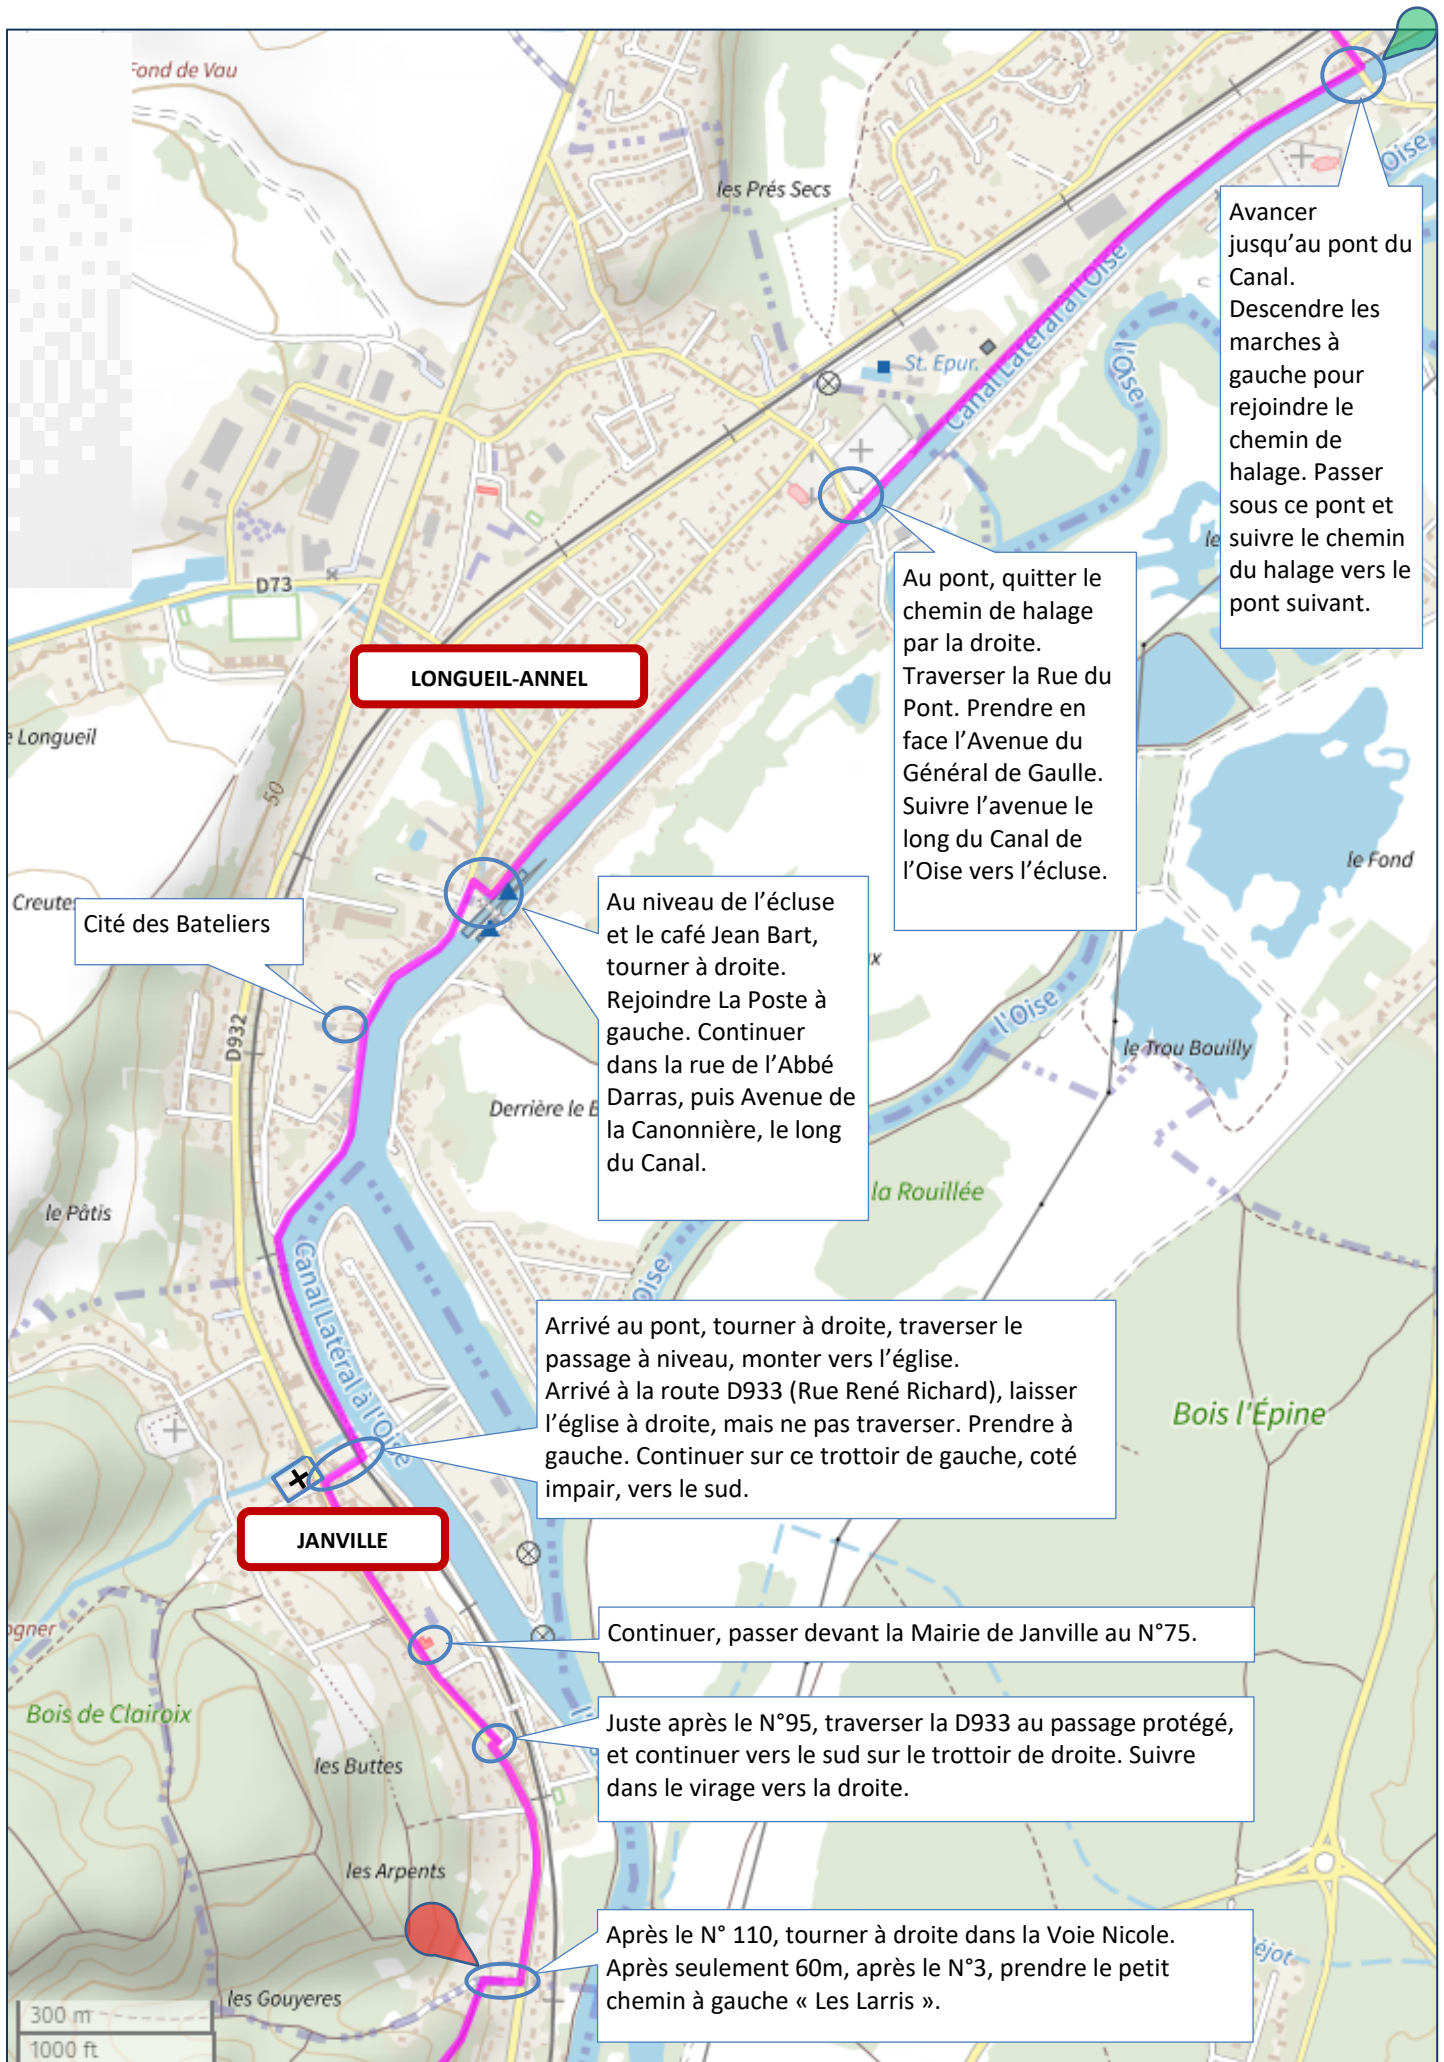 Fond de Vau
les Prés Secs
Oise
Oise
Avancer
jusqu'au pont du
Canal.
Descendre les
marches à
gauche pour
rejoindre le
chemin de
halage. Passer
sous ce pont et
suivre le chemin
du halage vers le
pont suivant.
Canal Latéral à l'Oise
St. Epur.
l'Oise
le
D73
Au pont, quitter le
chemin de halage
par la droite.
Traverser la Rue du
Pont. Prendre en
face l'Avenue du
Général de Gaulle.
Suivre l'avenue le
long du Canal de
l'Oise vers l'écluse.
LONGUEIL-ANNEL
e Longueil
50
le Fond
Creutes
Cité des Bateliers
Au niveau de l'écluse
et le café Jean Bart,
tourner à droite.
Rejoindre La Poste à
gauche. Continuer
dans la rue de l'Abbé
Darras, puis Avenue de
la Canonnière, le long
du Canal.
x
l'Oise
le Trou Bouilly
D932
Derrière le B
la Rouillée
le Pâtis
Canal Latéral à l'Oise
Oise
Arrivé au pont, tourner à droite, traverser le
passage à niveau, monter vers l'église.
Arrivé à la route D933 (Rue René Richard), laisser
l'église à droite, mais ne pas traverser. Prendre à
gauche. Continuer sur ce trottoir de gauche, coté
impair, vers le sud.
Bois l'Épine
JANVILLE
ogner
Continuer, passer devant la Mairie de Janville au N°75.
Bois de Clairoix
l'
Juste après le N°95, traverser la D933 au passage protégé,
et continuer vers le sud sur le trottoir de droite. Suivre
dans le virage vers la droite.
les Buttes
les Arpents
Après le N° 110, tourner à droite dans la Voie Nicole.
Après seulement 60m, après le N°3, prendre le petit
chemin à gauche « Les Larris ».
éjot
les Gouyeres
300 m
1000 ft